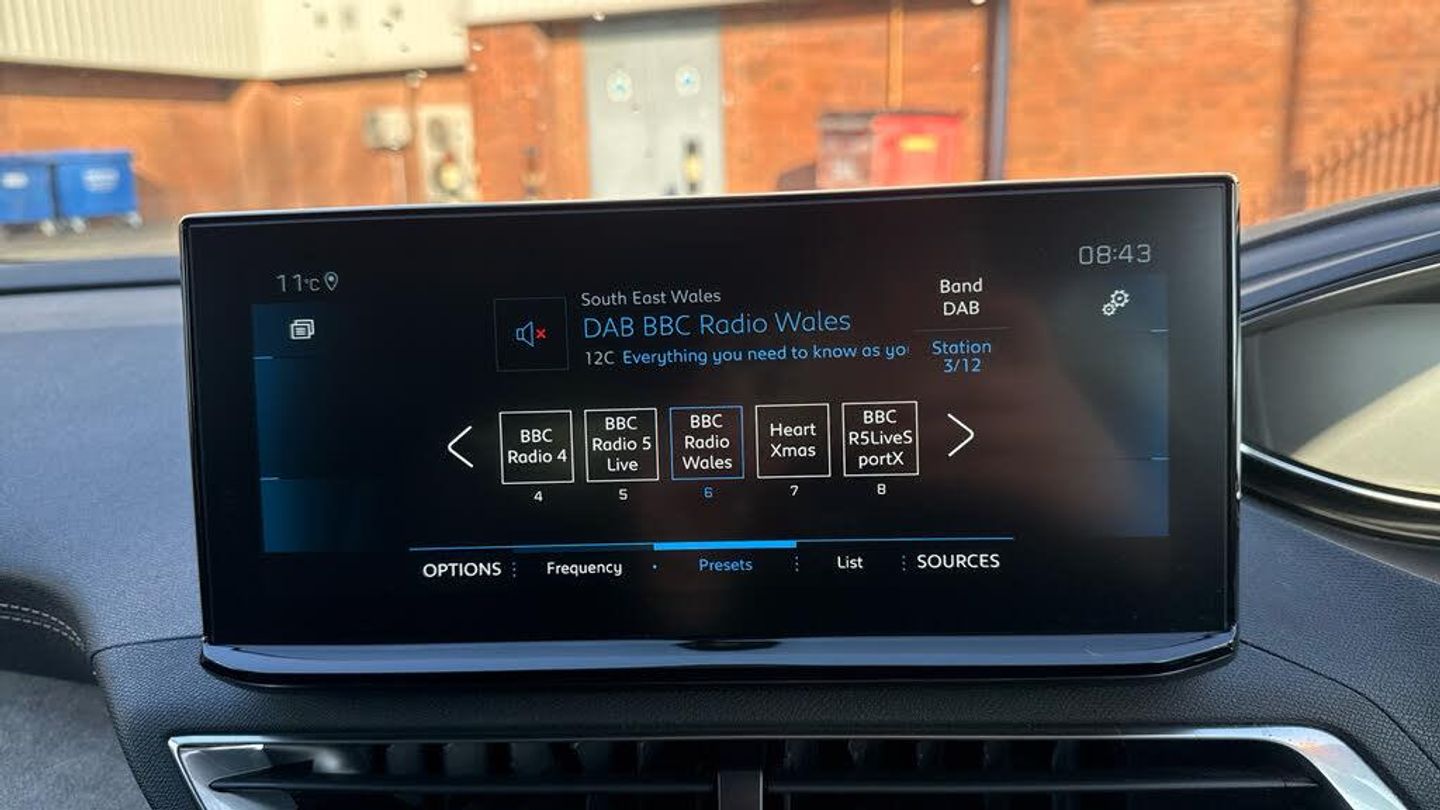 11°C
08:43
South East Wales
DAB BBC Radio Wales
12C Everything you need to know as yo
Band
DAB
Station
3/12
BBC
Radio 4
BBC
Radio 5
Live
BBC
Radio
Wales
Heart
Xmas
BBC
R5LiveS
portX
4
5
6
7
8
OPTIONS
Frequency
Presets
List
SOURCES